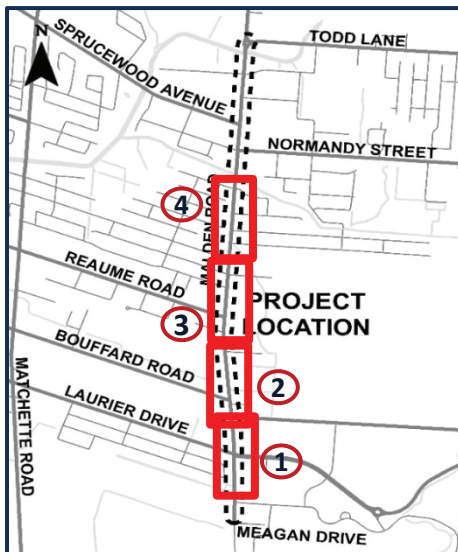 TODD LANE
N
SPRUCEWOOD AVENUE
NORMANDY STREET
MALDEN ROAD
4
REAUME ROAD
PROJECT
LOCATION
3
BOUFFARD ROAD
2
LAURIER DRIVE
MATCHETTE ROAD
1
MEAGAN DRIVE